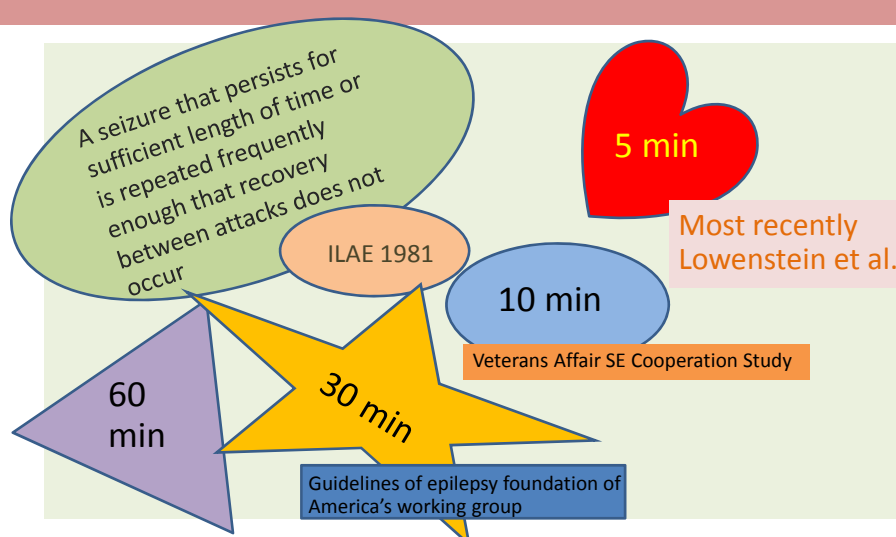 A seizure that persists for
sufficient length of time or
is repeated frequently
enough that recovery
between attacks does not
occur
ILAE 1981
5 min
Most recently
Lowenstein et al.
10 min
Veterans Affair SE Cooperation Study
60
min
30 min
Guidelines of epilepsy foundation of
America's working group